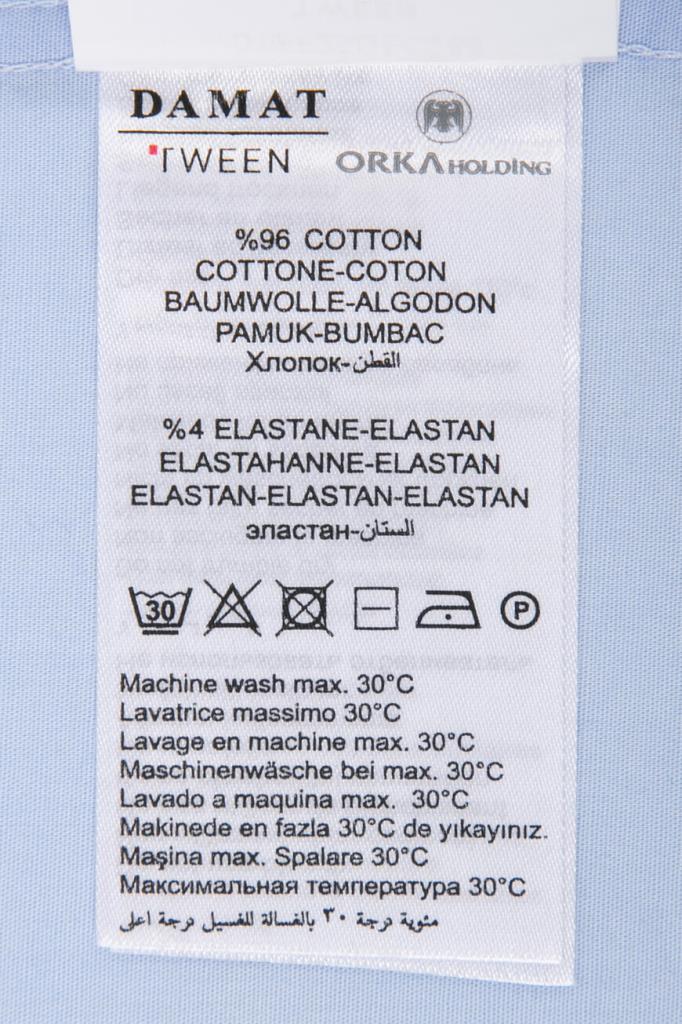 DAMAT
TWEEN
ORKA HOLDING
%96 COTTON
COTTONE-COTON
BAUMWOLLE-ALGODON
PAMUK-BUMBAC
Хлопок-القطن
%4 ELASTANE-ELASTAN
ELASTAHANNE-ELASTAN
ELASTAN-ELASTAN-ELASTAN
эластан-الستان
30 P
Machine wash max. 30°C
Lavatrice massimo 30°C
Lavage en machine max. 30°C
Maschinenwäsche bei max. 30°C
Lavado a maquina max. 30°C
Makinede en fazla 30°C de yıkayınız.
Maşina max. Spalare 30°C
Максимальная температура 30°C
مئوية درجة ٣٠ بالغسالة للغسيل درجة اعلى